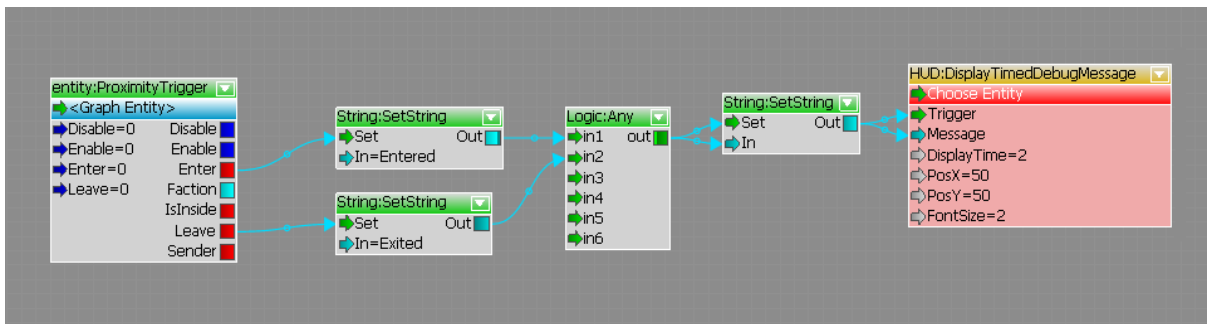 entity:ProximityTrigger
<Graph Entity>
Disable=0 Disable
Enable=0 Enable
Enter=0 Enter
Leave=0 Faction
IsInside
Leave
Sender
String:SetString
Set Out
In=Entered
String:SetString
Set Out
In=Exited
Logic:Any
in1 out
in2
in3
in4
in5
in6
String:SetString
Set Out
In
HUD:DisplayTimedDebugMessage
Choose Entity
Trigger
Message
DisplayTime=2
PosX=50
PosY=50
FontSize=2